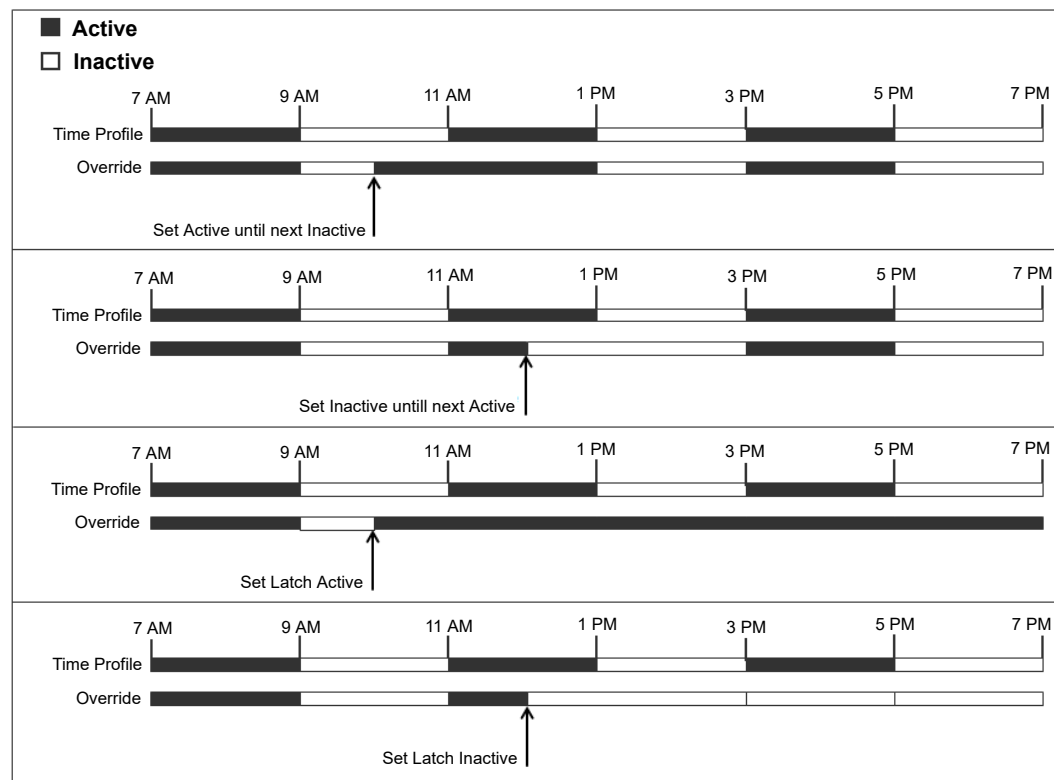 Active
Inactive
7 AM 9 AM 11 AM 1 PM 3 PM 5 PM 7 PM
Time Profile
Override
Set Active until next Inactive
7 AM 9 AM 11 AM 1 PM 3 PM 5 PM 7 PM
Time Profile
Override
Set Inactive untill next Active
7 AM 9 AM 11 AM 1 PM 3 PM 5 PM 7 PM
Time Profile
Override
Set Latch Active
7 AM 9 AM 11 AM 1 PM 3 PM 5 PM 7 PM
Time Profile
Override
Set Latch Inactive